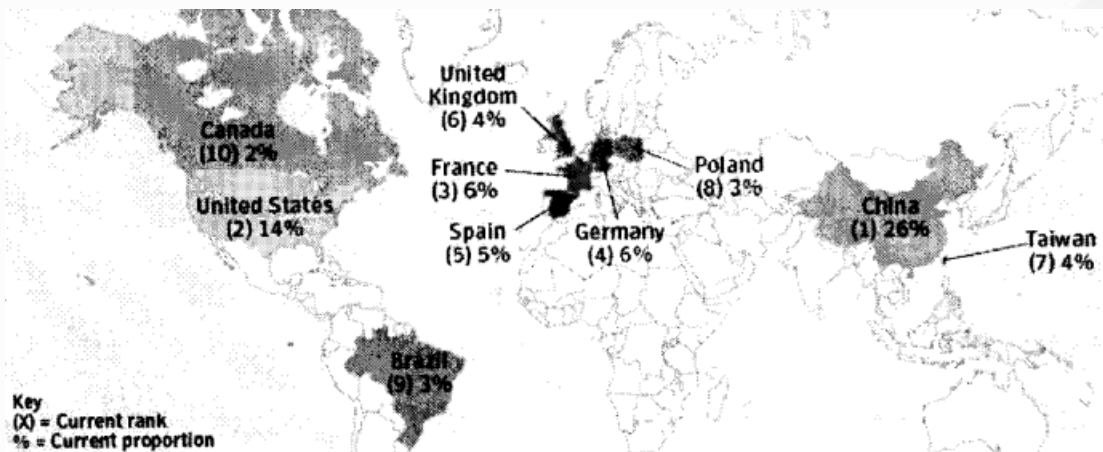 Canada
(10) 2%
United States
(2) 14%
United
Kingdom
(6) 4%
France
(3) 6%
Spain
(5) 5%
Germany
(4) 6%
Poland
(8) 3%
China
(1) 26%
Taiwan
(7) 4%
Brazil
(9) 3%
Key
(X) = Current rank
% = Current proportion